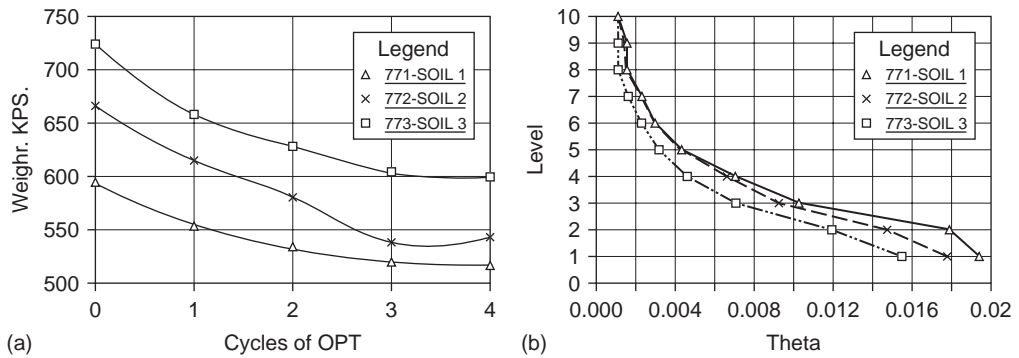 750
700
650
600
550
500
Weighr. KPS.
0 1 2 3 4
Cycles of OPT
(a)
Legend
771-SOIL 1
772-SOIL 2
773-SOIL 3
10
9
8
7
6
5
4
3
2
1
0
Level
0.000 0.004 0.008 0.012 0.016 0.02
Theta
(b)
Legend
771-SOIL 1
772-SOIL 2
773-SOIL 3